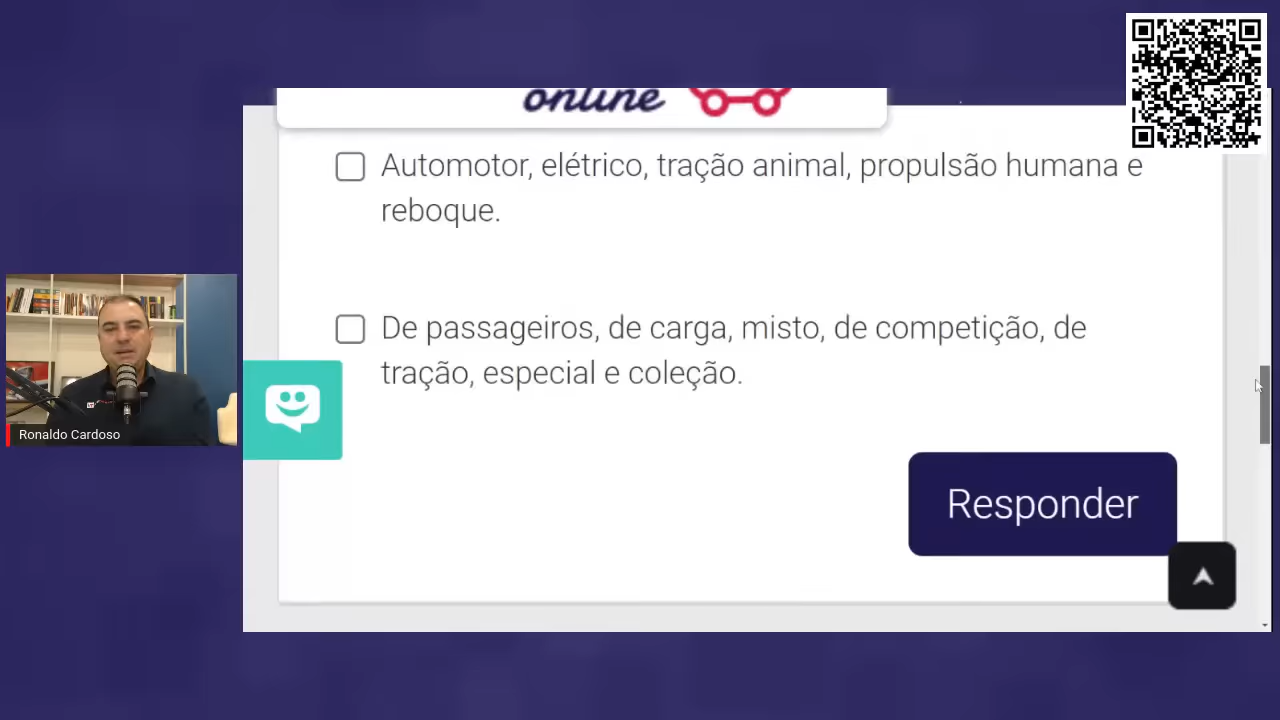 online
Automotor, elétrico, tração animal, propulsão humana e
reboque.
De passageiros, de carga, misto, de competição, de
tração, especial e coleção.
Ronaldo Cardoso
Responder